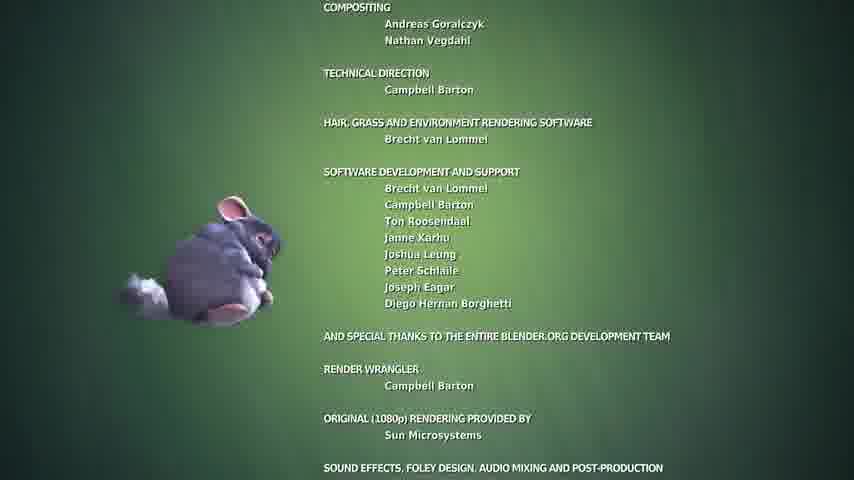 COMPOSITING
Andreas Goralczyk
Nathan Vegdahl
TECHNICAL DIRECTION
Campbell Barton
HAIR, GRASS AND ENVIRONMENT RENDERING SOFTWARE
Brecht van Lommel
SOFTWARE DEVELOPMENT AND SUPPORT
Brecht van Lommel
Campbell Barton
Ton Roosendaal
Janne Karhu
Joshua Leung
Peter Schlaile
Joseph Eagar
Diego Hernan Borghetti
AND SPECIAL THANKS TO THE ENTIRE BLENDER.ORG DEVELOPMENT TEAM
RENDER WRANGLER
Campbell Barton
ORIGINAL (1080p) RENDERING PROVIDED BY
Sun Microsystems
SOUND EFFECTS, FOLEY DESIGN, AUDIO MIXING AND POST-PRODUCTION